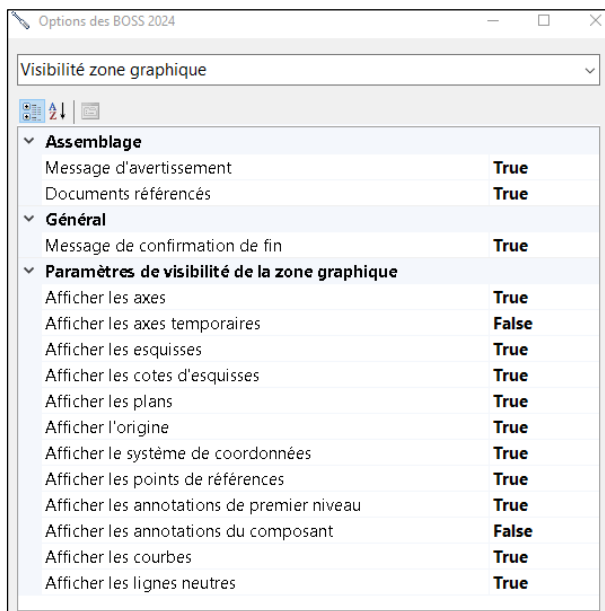 Options des BOSS 2024
Visibilité zone graphique
Assemblage
Message d'avertissement True
Documents référencés True
Général
Message de confirmation de fin True
Paramètres de visibilité de la zone graphique
Afficher les axes True
Afficher les axes temporaires False
Afficher les esquisses True
Afficher les cotes d'esquisses True
Afficher les plans True
Afficher l'origine True
Afficher le système de coordonnées True
Afficher les points de références True
Afficher les annotations de premier niveau True
Afficher les annotations du composant False
Afficher les courbes True
Afficher les lignes neutres True